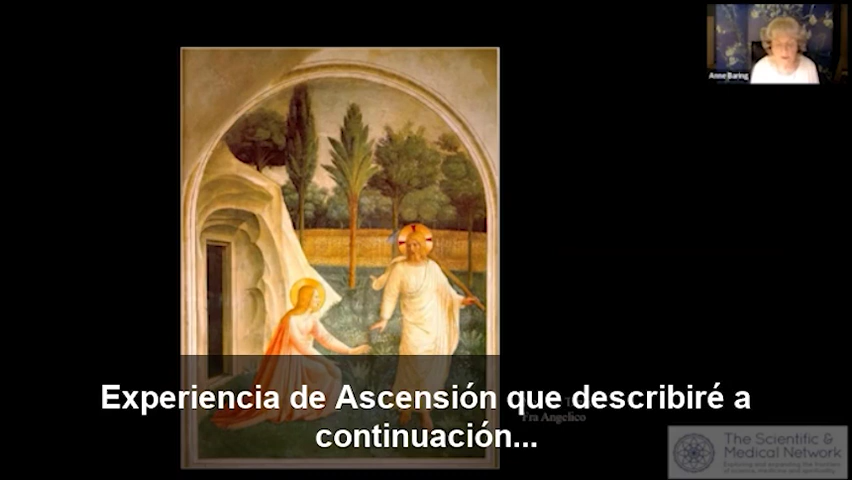 Anne Baring
Experiencia de Ascensión que describiré a
continuación...
Fra Angelico
The Scientific &
Medical Network